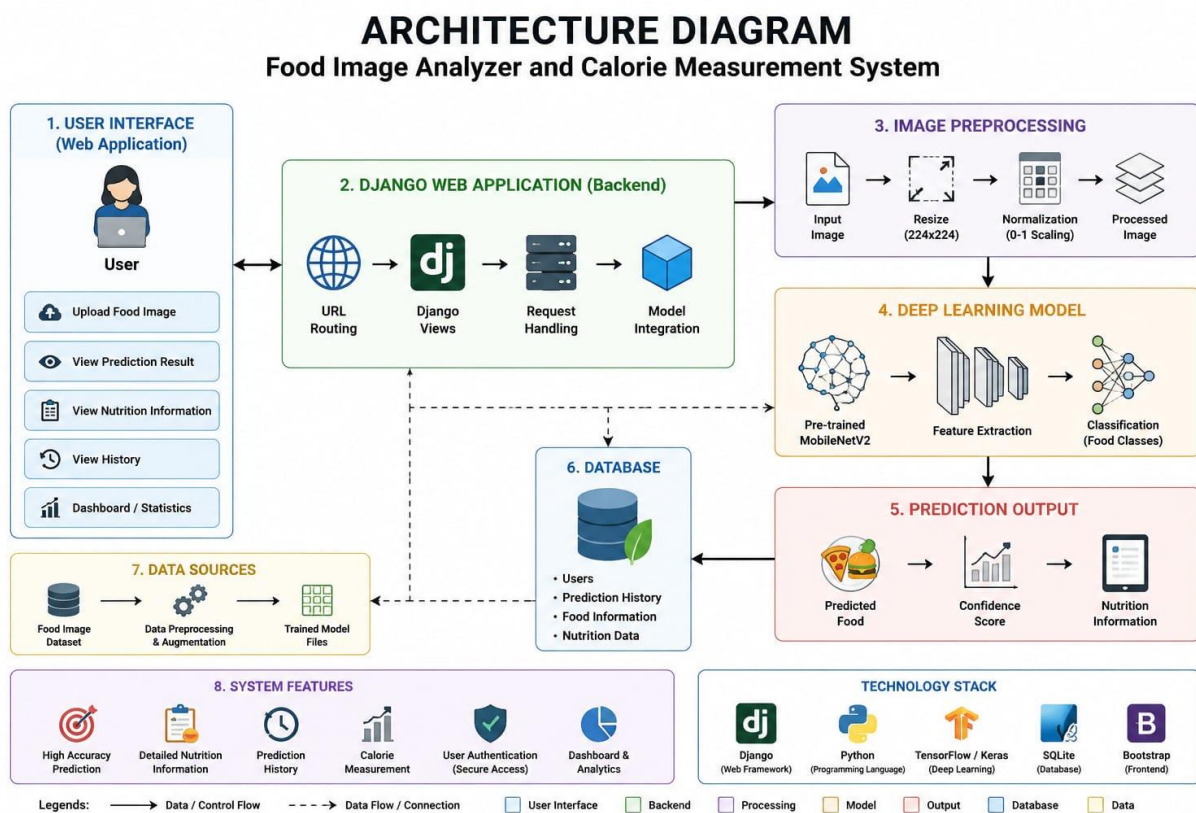 ARCHITECTURE DIAGRAM
Food Image Analyzer and Calorie Measurement System
1. USER INTERFACE
(Web Application)
User
Upload Food Image
View Prediction Result
View Nutrition Information
View History
Dashboard / Statistics
2. DJANGO WEB APPLICATION (Backend)
dj
URL
Routing
Django
Views
Request
Handling
Model
Integration
3. IMAGE PREPROCESSING
Input
Image
Resize
(224x224)
Normalization
(0-1 Scaling)
Processed
Image
4. DEEP LEARNING MODEL
Pre-trained
MobileNetV2
Feature Extraction
Classification
(Food Classes)
5. PREDICTION OUTPUT
Predicted
Food
Confidence
Score
Nutrition
Information
6. DATABASE
• Users
• Prediction History
• Food Information
• Nutrition Data
7. DATA SOURCES
Food Image
Dataset
Data Preprocessing
& Augmentation
Trained Model
Files
8. SYSTEM FEATURES
High Accuracy
Prediction
Detailed Nutrition
Information
Prediction
History
Calorie
Measurement
User Authentication
(Secure Access)
Dashboard &
Analytics
TECHNOLOGY STACK
dj
Django
(Web Framework)
Python
(Programming Language)
TensorFlow / Keras
(Deep Learning)
SQLite
(Database)
B
Bootstrap
(Frontend)
Legends: Data / Control Flow Data Flow / Connection User Interface Backend Processing Model Output Database Data